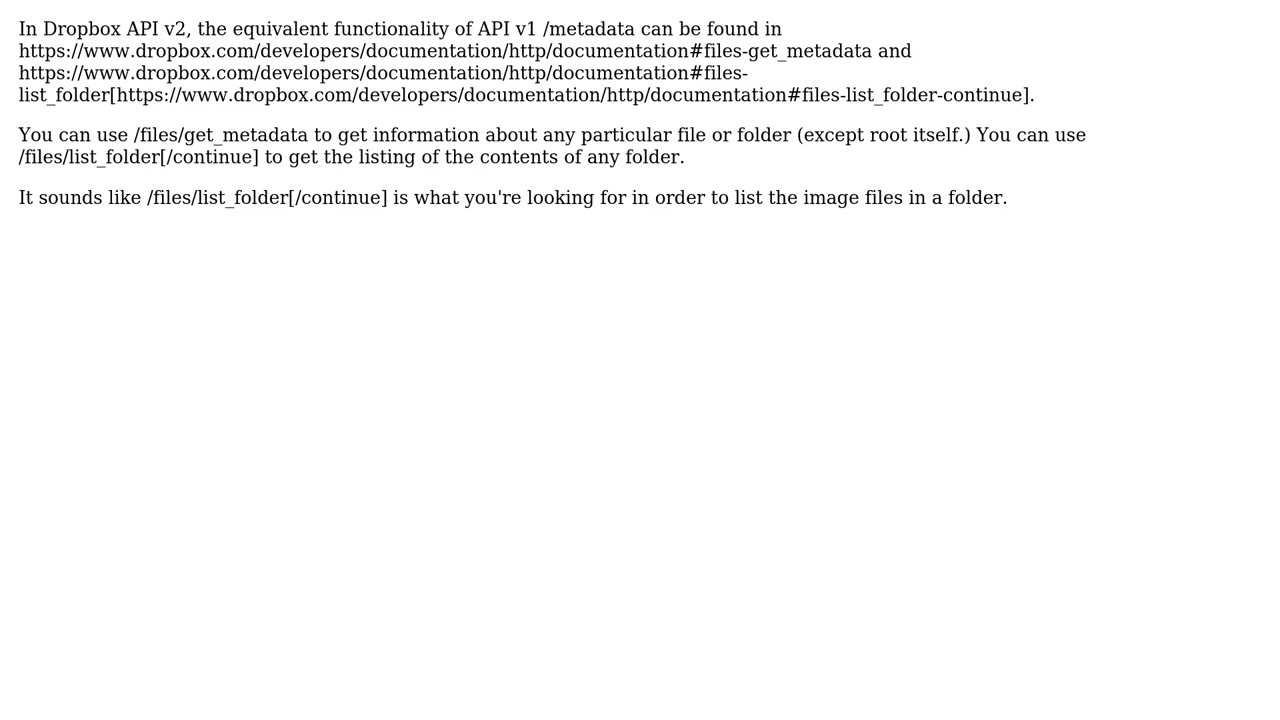 In Dropbox API v2, the equivalent functionality of API v1 /metadata can be found in
https://www.dropbox.com/developers/documentation/http/documentation#files-get_metadata and
https://www.dropbox.com/developers/documentation/http/documentation#files-
list_folder[https://www.dropbox.com/developers/documentation/http/documentation#files-list_folder-continue].
You can use /files/get_metadata to get information about any particular file or folder (except root itself.) You can use
/files/list_folder[/continue] to get the listing of the contents of any folder.
It sounds like /files/list_folder[/continue] is what you're looking for in order to list the image files in a folder.